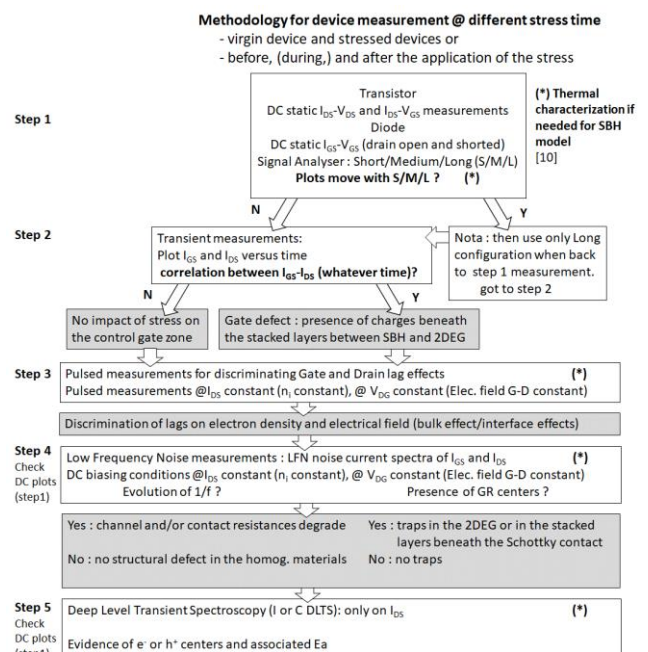 Methodology for device measurement @ different stress time
- virgin device and stressed devices or
- before, (during,) and after the application of the stress
Step 1
Transistor
DC static IDS-VDS and IDS-VGS measurements
Diode
DC static IGS-VGS (drain open and shorted)
Signal Analyser : Short/Medium/Long (S/M/L)
Plots move with S/M/L ? (*)
(*) Thermal
characterization if
needed for SBH
model
[10]
N
Y
Step 2
Transient measurements:
Plot IGS and IDS versus time
correlation between IGS-IDS (whatever time)?
Nota : then use only Long
configuration when back
to step 1 measurement.
got to step 2
N
Y
No impact of stress on
the control gate zone
Gate defect : presence of charges beneath
the stacked layers between SBH and 2DEG
Step 3
Pulsed measurements for discriminating Gate and Drain lag effects (*)
Pulsed measurements @IDS constant (ni constant), @ VDG constant (Elec. field G-D constant)
Discrimination of lags on electron density and electrical field (bulk effect/interface effects)
Step 4
Check
DC plots
(step1)
Low Frequency Noise measurements : LFN noise current spectra of IGS and IDS (*)
DC biasing conditions @IDS constant (ni constant), @ VDG constant (Elec. field G-D constant)
Evolution of 1/f ? Presence of GR centers ?
Yes : channel and/or contact resistances degrade
No : no structural defect in the homog. materials
Yes : traps in the 2DEG or in the stacked
layers beneath the Schottky contact
No : no traps
Step 5
Check
DC plots
(step1)
Deep Level Transient Spectroscopy (I or C DLTS): only on IDS (*)
Evidence of e- or h+ centers and associated Ea